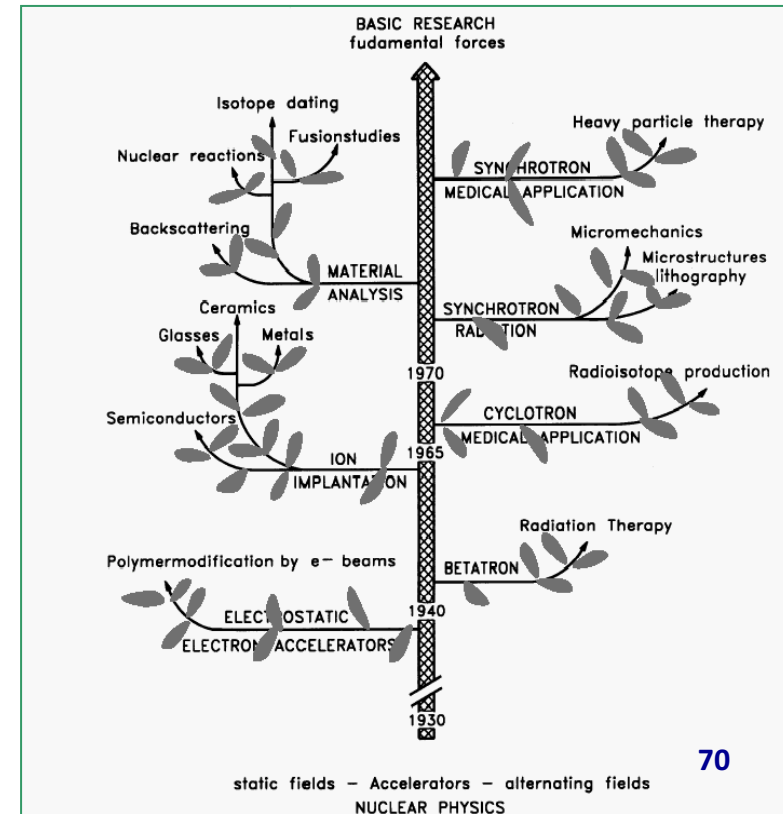 BASIC RESEARCH
fudamental forces
Isotope dating
Fusionstudies
Nuclear reactions
Heavy particle therapy
SYNCHROTRON
MEDICAL APPLICATION
Backscattering
Micromechanics
Microstructures
lithography
MATERIAL
ANALYSIS
SYNCHROTRON
RADIATION
Ceramics
Glasses
Metals
1970
Radioisotope production
Semiconductors
CYCLOTRON
MEDICAL APPLICATION
1965
ION
IMPLANTATION
Radiation Therapy
Polymermodification by e- beams
BETATRON
1940
ELECTROSTATIC
ELECTRON ACCELERATORS
1930
70
static fields - Accelerators - alternating fields
NUCLEAR PHYSICS